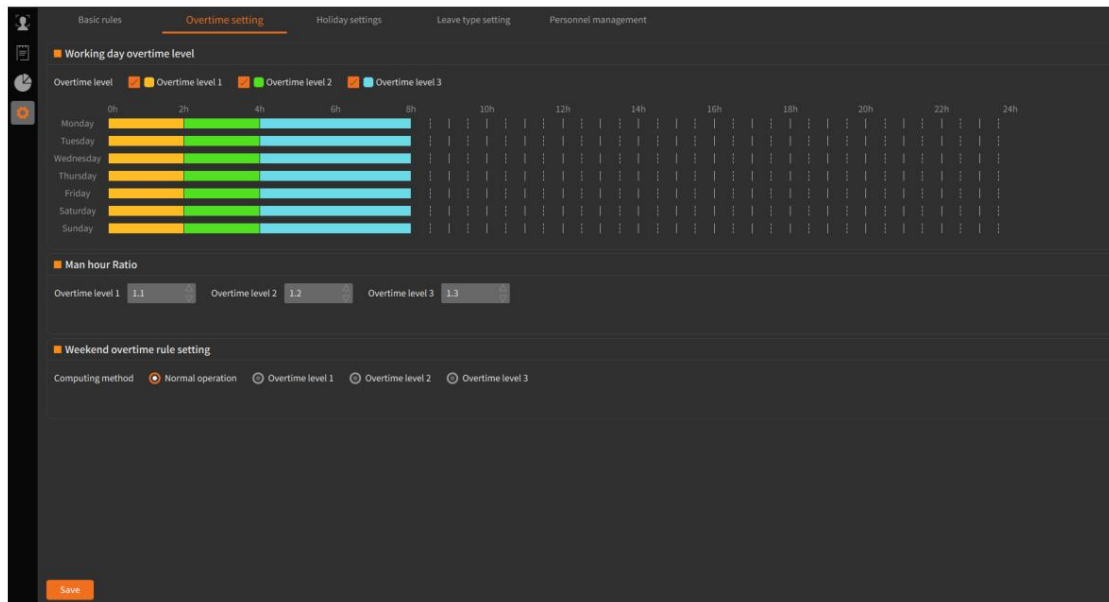 Basic rules Overtime setting Holiday settings Leave type setting Personnel management
Working day overtime level
Overtime level Overtime level 1 Overtime level 2 Overtime level 3
0h 2h 4h 6h 8h 10h 12h 14h 16h 18h 20h 22h 24h
Monday
Tuesday
Wednesday
Thursday
Friday
Saturday
Sunday
Man hour Ratio
Overtime level 1 1.1 Overtime level 2 1.2 Overtime level 3 1.3
Weekend overtime rule setting
Computing method Normal operation Overtime level 1 Overtime level 2 Overtime level 3
Save